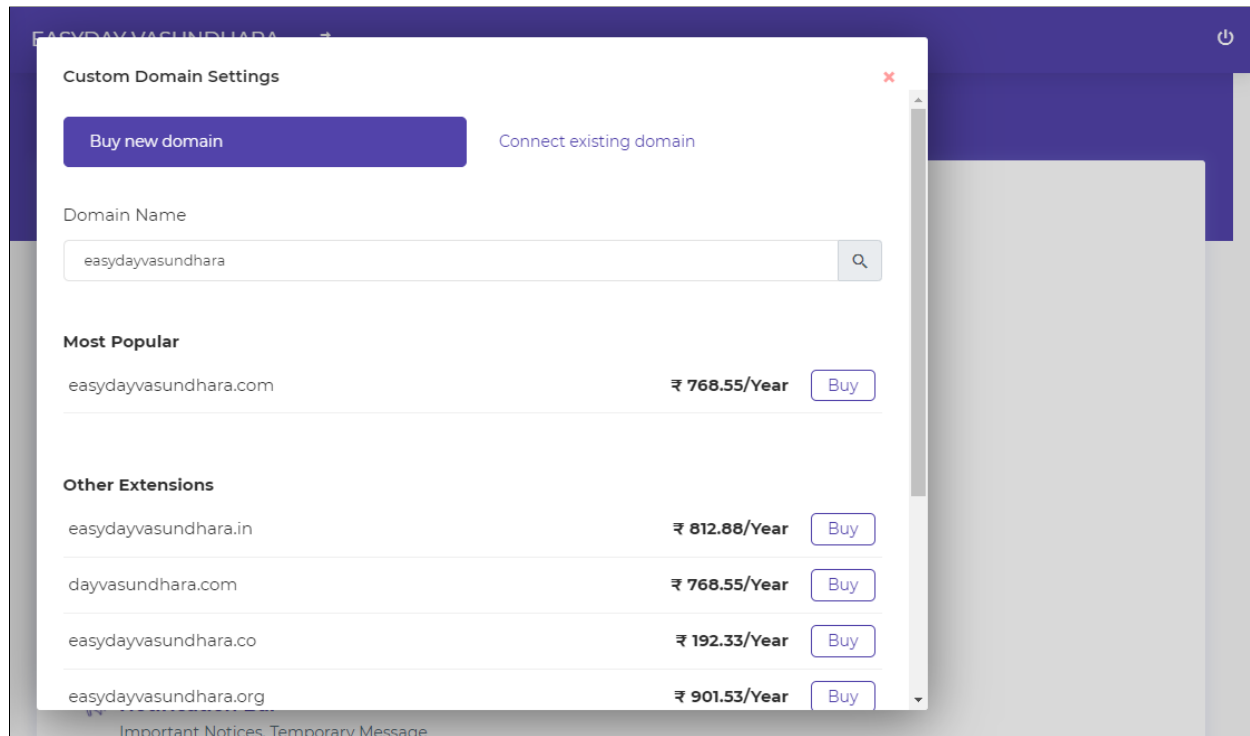 EASYDAY VASUNDHARA
Custom Domain Settings
Buy new domain
Connect existing domain
Domain Name
easydayvasundhara
Most Popular
easydayvasundhara.com ₹ 768.55/Year Buy
Other Extensions
easydayvasundhara.in ₹ 812.88/Year Buy
dayvasundhara.com ₹ 768.55/Year Buy
easydayvasundhara.co ₹ 192.33/Year Buy
easydayvasundhara.org ₹ 901.53/Year Buy
Important Notices, Temporary Message